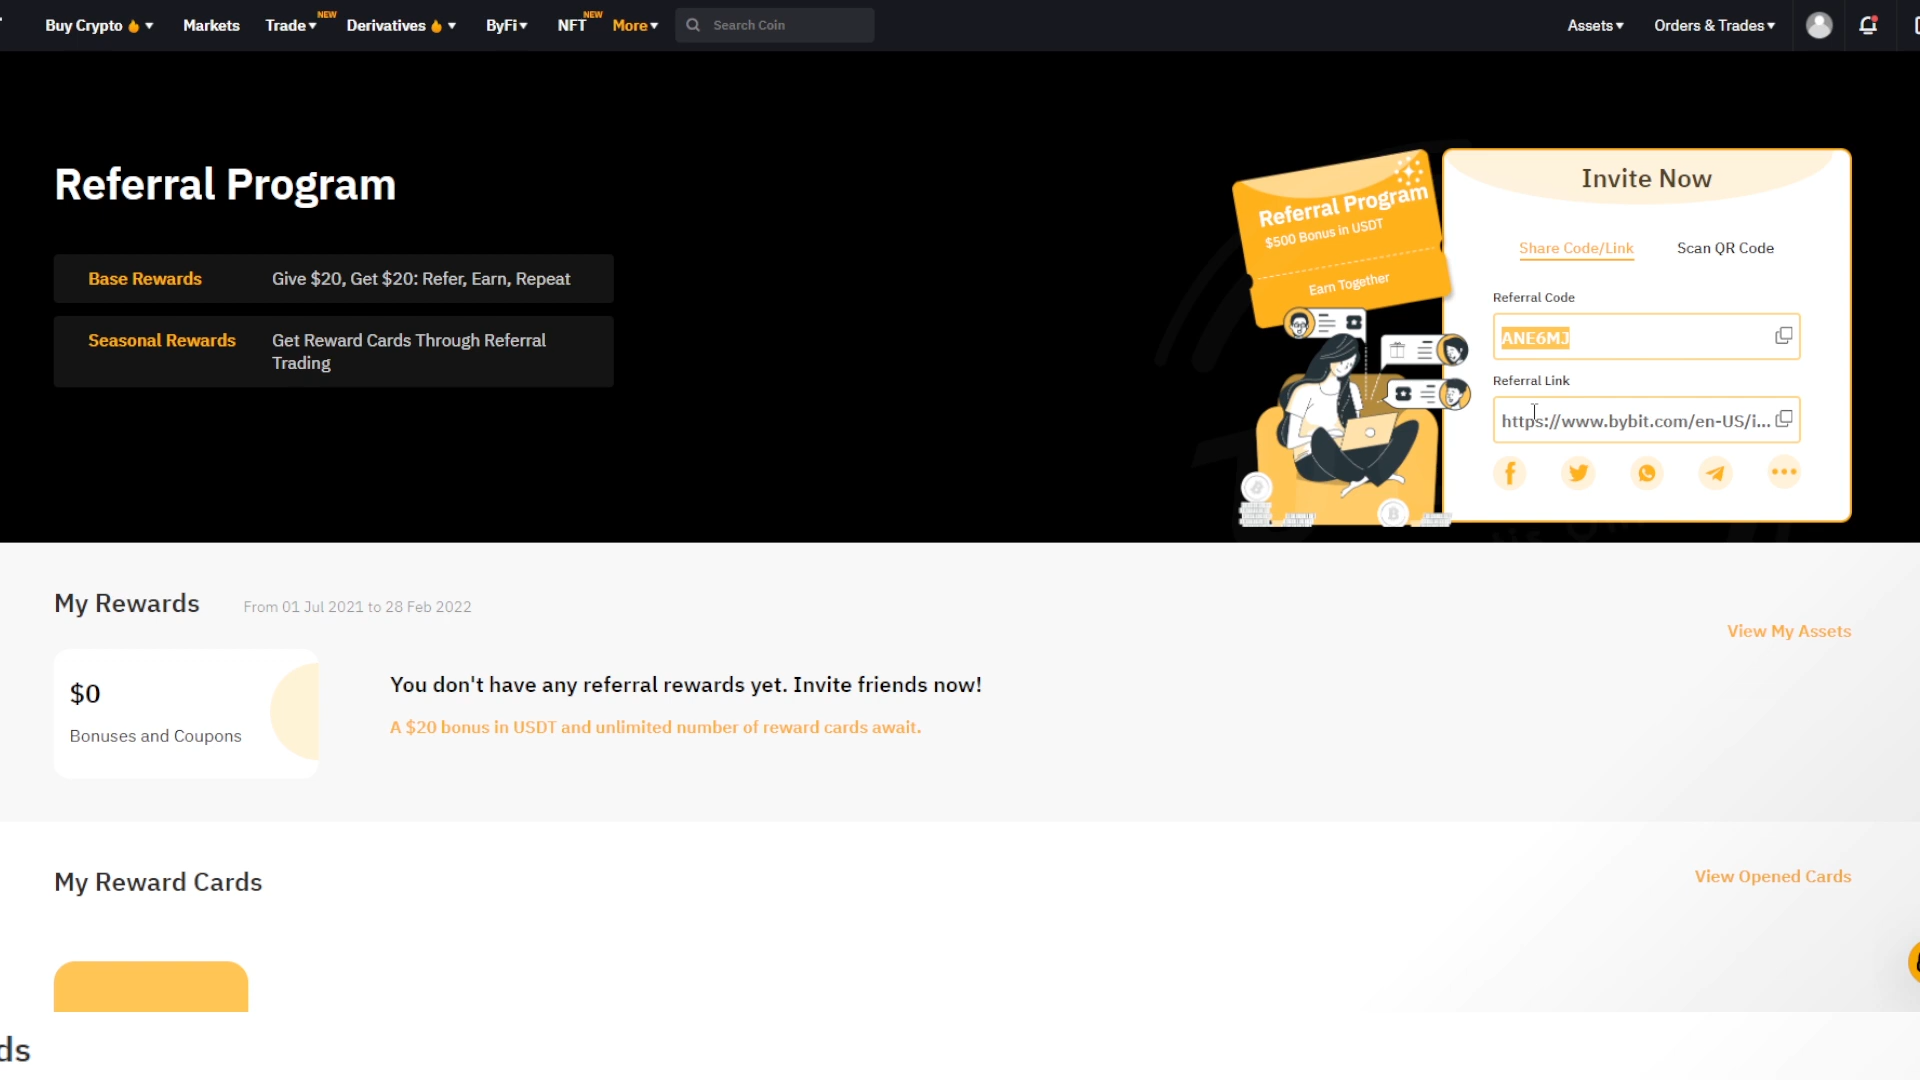 Buy Crypto
Markets
Trade
NEW
Derivatives
ByFi
NFT
NEW
More
Search Coin
Assets
Orders & Trades
Referral Program
Base Rewards
Give $20, Get $20: Refer, Earn, Repeat
Seasonal Rewards
Get Reward Cards Through Referral
Trading
Referral Program
$500 Bonus in USDT
Earn Together
Invite Now
Share Code/Link
Scan QR Code
Referral Code
ANE6MJ
Referral Link
https://www.bybit.com/en-US/i...
My Rewards
From 01 Jul 2021 to 28 Feb 2022
View My Assets
$0
Bonuses and Coupons
You don't have any referral rewards yet. Invite friends now!
A $20 bonus in USDT and unlimited number of reward cards await.
My Reward Cards
View Opened Cards
ds